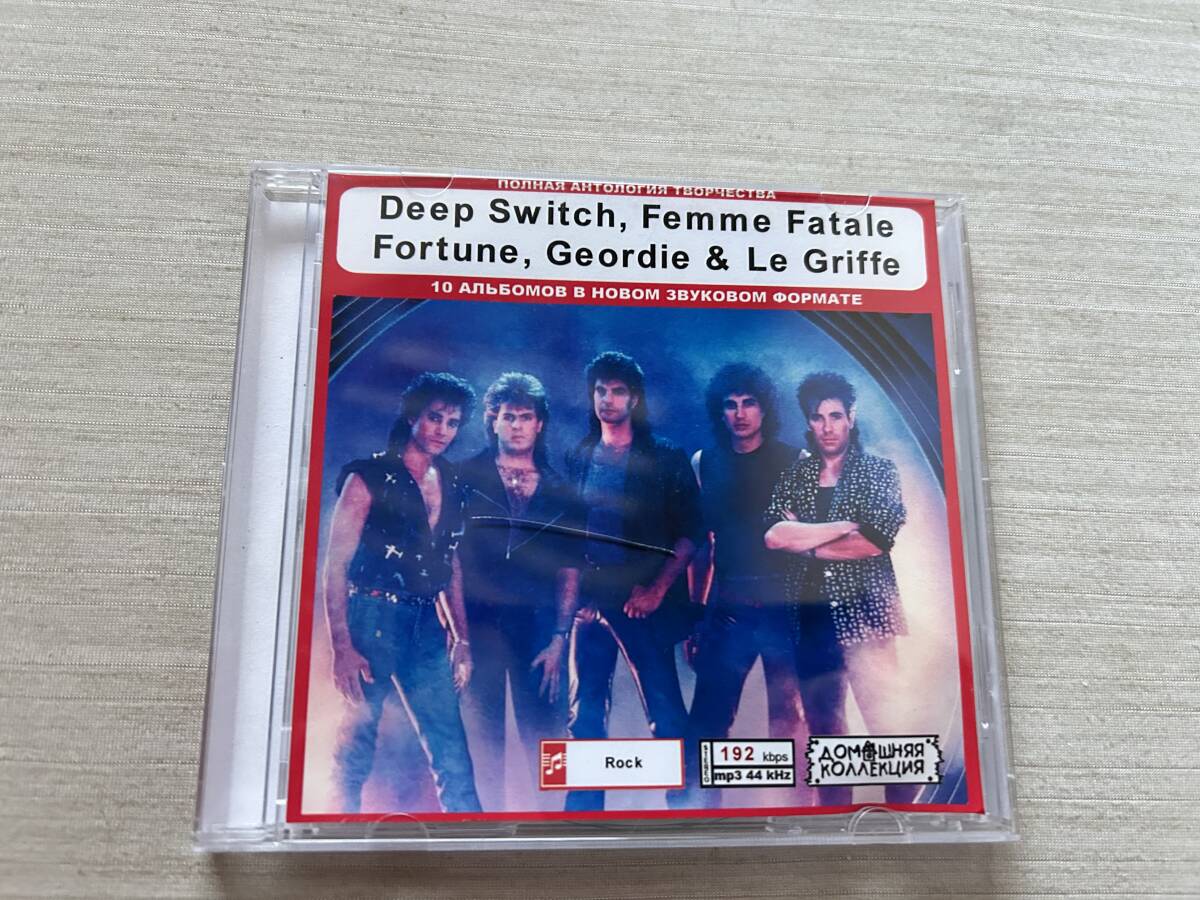 ПОЛНАЯ АНТОЛОГИЯ ТВОРЧЕСТВА
Deep Switch, Femme Fatale
Fortune, Geordie & Le Griffe
10 АЛЬБОМОВ В НОВОМ ЗВУКОВОМ ФОРМАТЕ
Rock
STEREO
192 kbps
mp3 44 kHz
ДОМАШНЯЯ
КОЛЛЕКЦИЯ